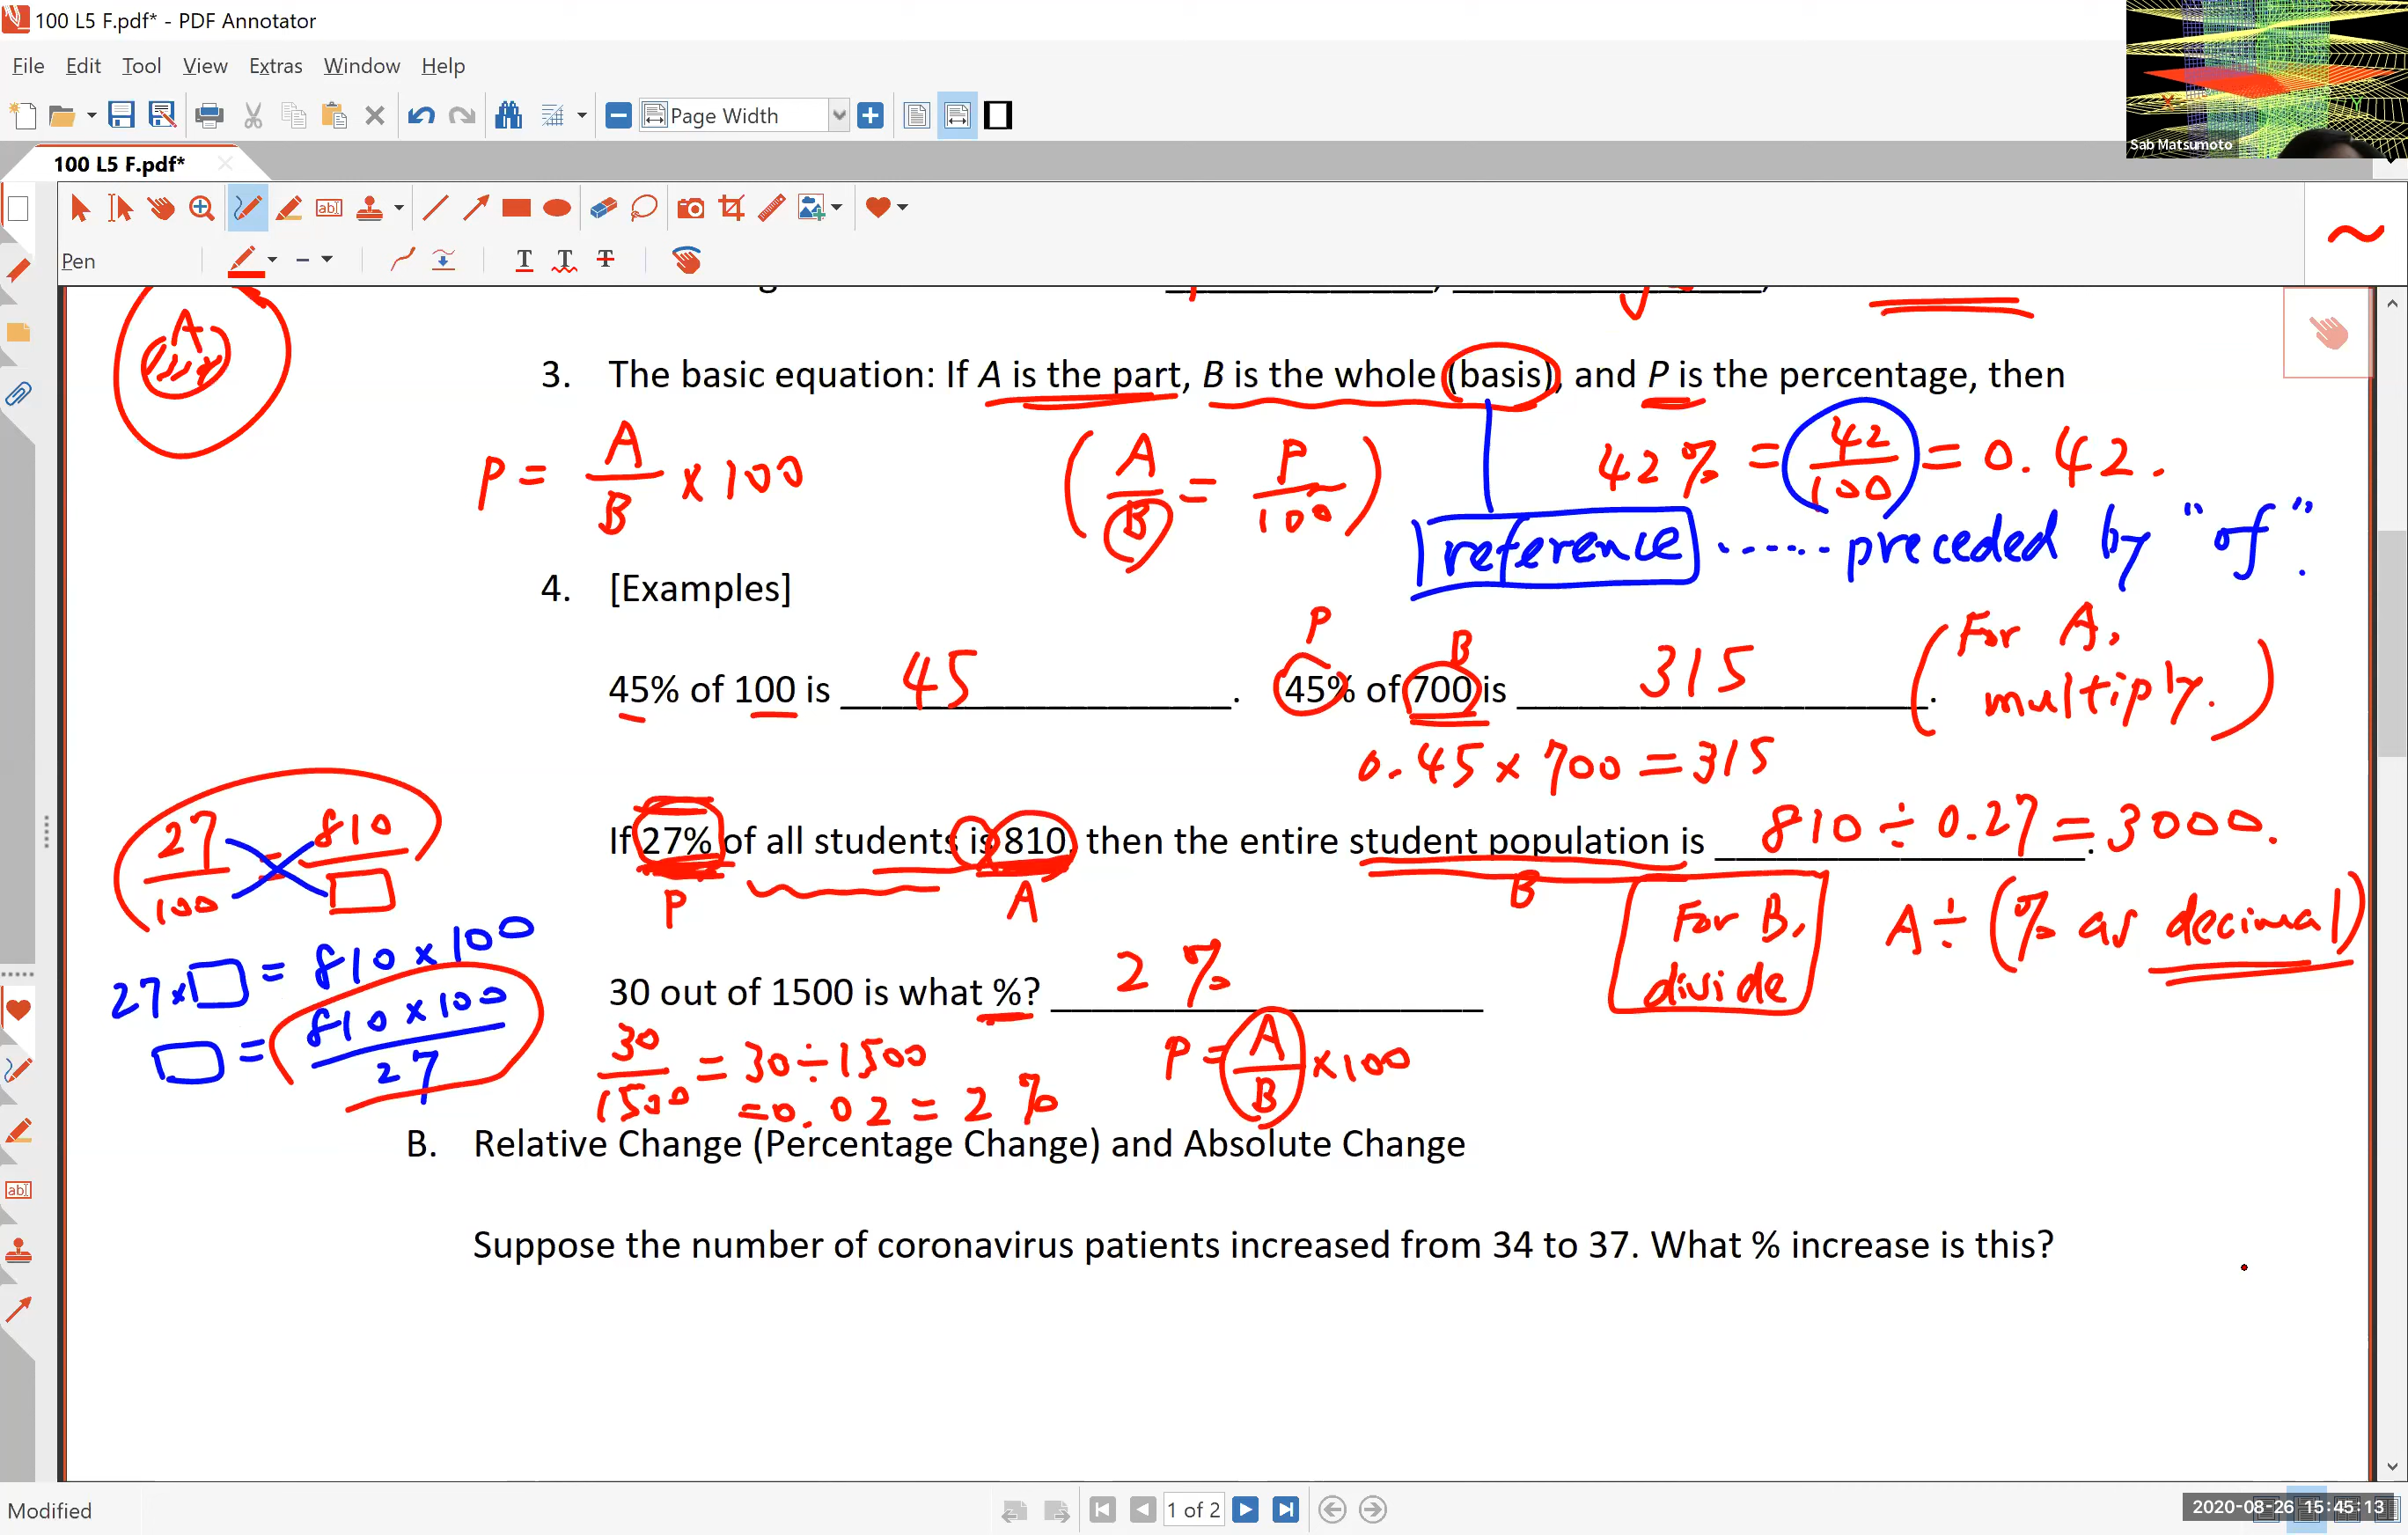 100 L5 F.pdf* - PDF Annotator
File Edit Tool View Extras Window Help
Page Width
Sab Matsumoto
100 L5 F.pdf*
Pen
A
3. The basic equation: If A is the part, B is the whole (basis), and P is the percentage, then
P = A/B × 100
( A/B = P/100 )
42% = 42/100 = 0.42.
reference ...... preceded by "of".
4. [Examples]
45% of 100 is 45.
P
B
45% of 700 is 315.
(For A, multiply.)
0.45 × 700 = 315
27/100 = 810/□
If 27% of all students is 810, then the entire student population is 810 ÷ 0.27 = 3000.
P
A
B
For B, divide
A ÷ (% as decimal)
27 × □ = 810 × 100
□ = 810 × 100 / 27
30 out of 1500 is what %? 2%
30/1500 = 30 ÷ 1500
= 0.02 = 2%
P = A/B × 100
B. Relative Change (Percentage Change) and Absolute Change
Suppose the number of coronavirus patients increased from 34 to 37. What % increase is this?
Modified
1 of 2
2020-08-26 15:45:13